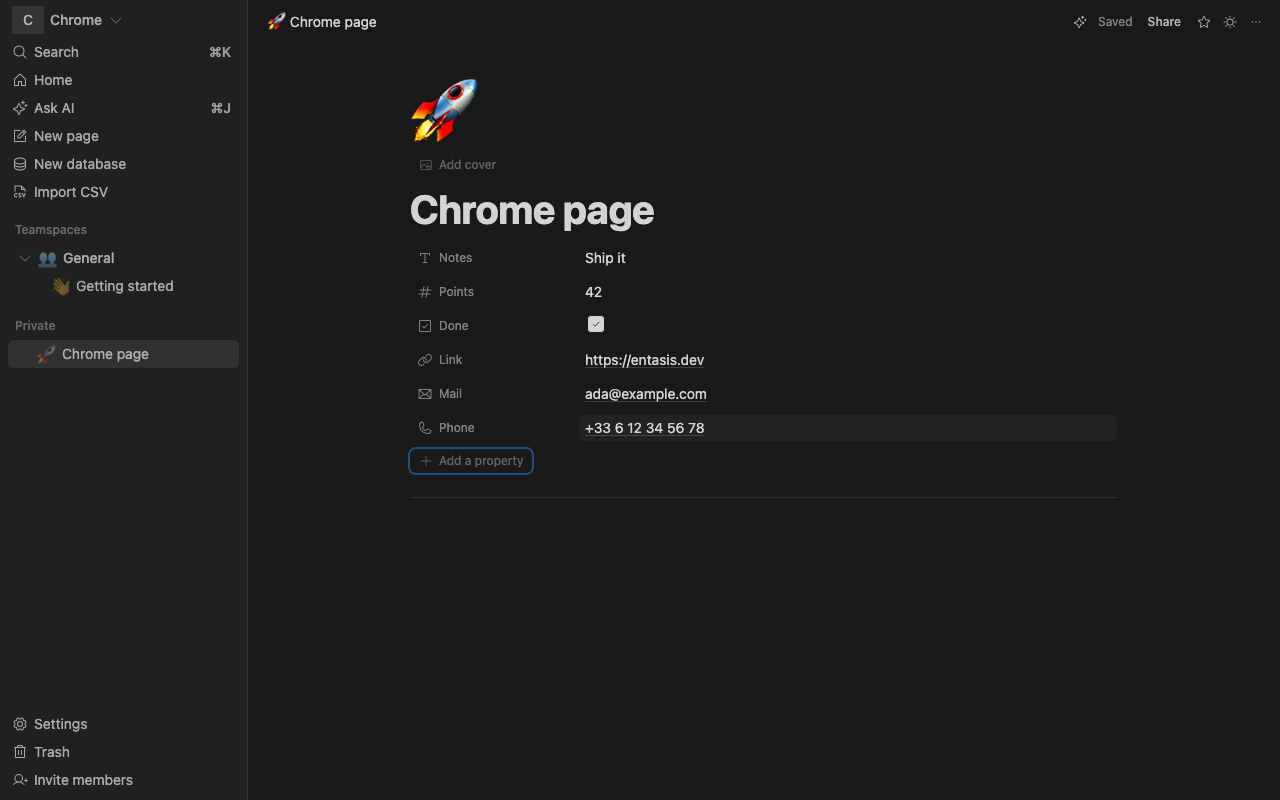 C Chrome
Search ⌘K
Home
Ask AI ⌘J
New page
New database
Import CSV
Teamspaces
General
Getting started
Private
Chrome page
Settings
Trash
Invite members
Chrome page
Saved Share
Add cover
Chrome page
Notes Ship it
Points 42
Done
Link https://entasis.dev
Mail ada@example.com
Phone +33 6 12 34 56 78
Add a property